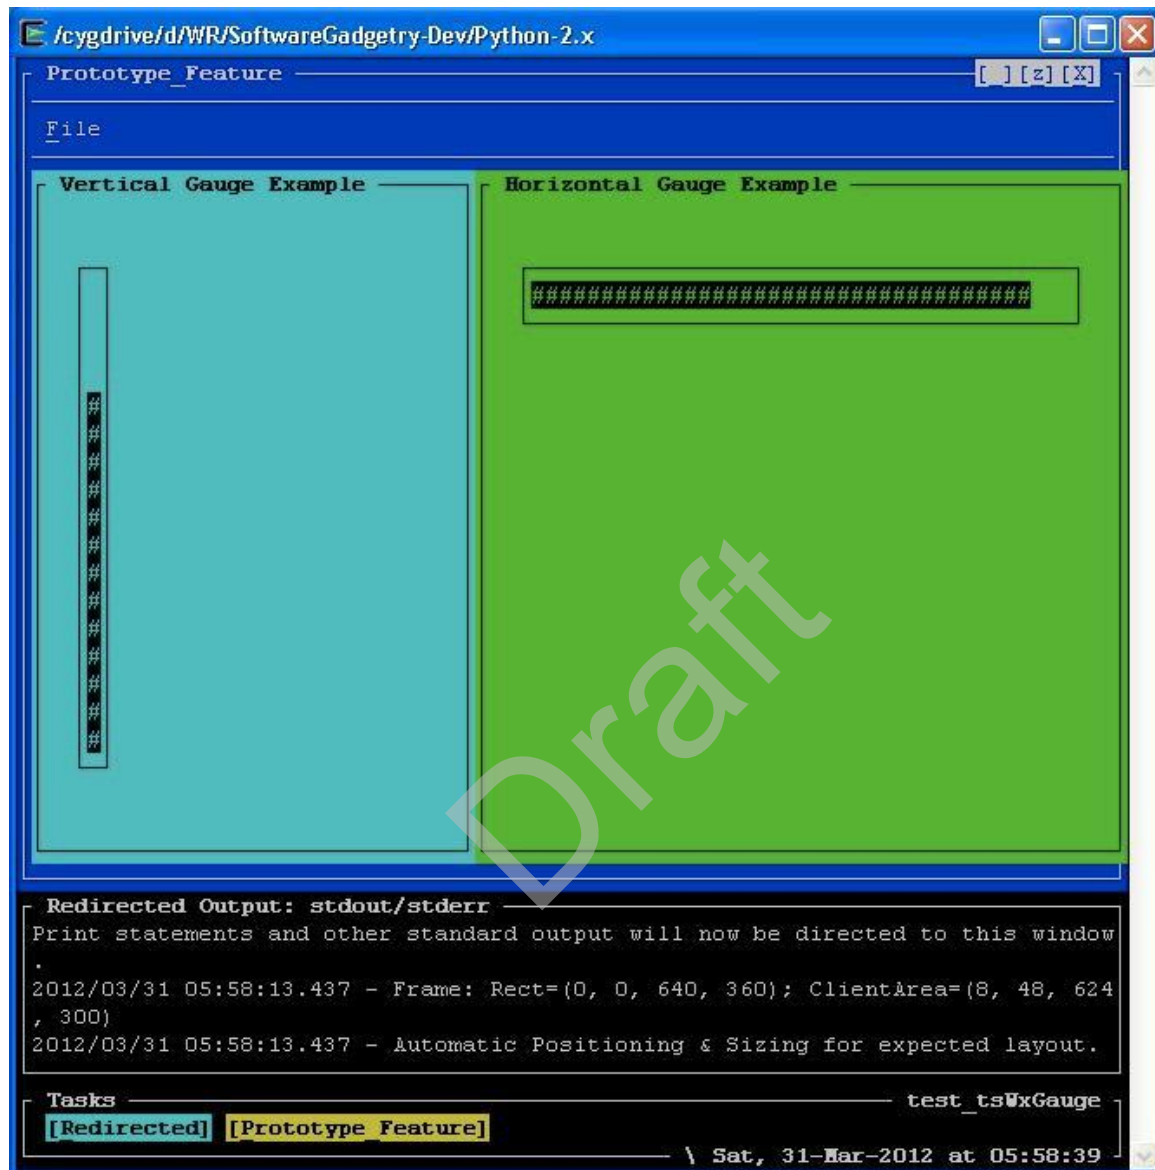 /cygdrive/d/WR/SoftwareGadgetry-Dev/Python-2.x
Prototype_Feature [_][z][X]
File
Vertical Gauge Example
Horizontal Gauge Example
####################################
#
#
#
#
#
#
#
#
#
#
#
#
#
Draft
Redirected Output: stdout/stderr
Print statements and other standard output will now be directed to this window
.
2012/03/31 05:58:13.437 - Frame: Rect=(0, 0, 640, 360); ClientArea=(8, 48, 624
, 300)
2012/03/31 05:58:13.437 - Automatic Positioning & Sizing for expected layout.
Tasks test_tsWxGauge
[Redirected] [Prototype_Feature]
\ Sat, 31-Mar-2012 at 05:58:39